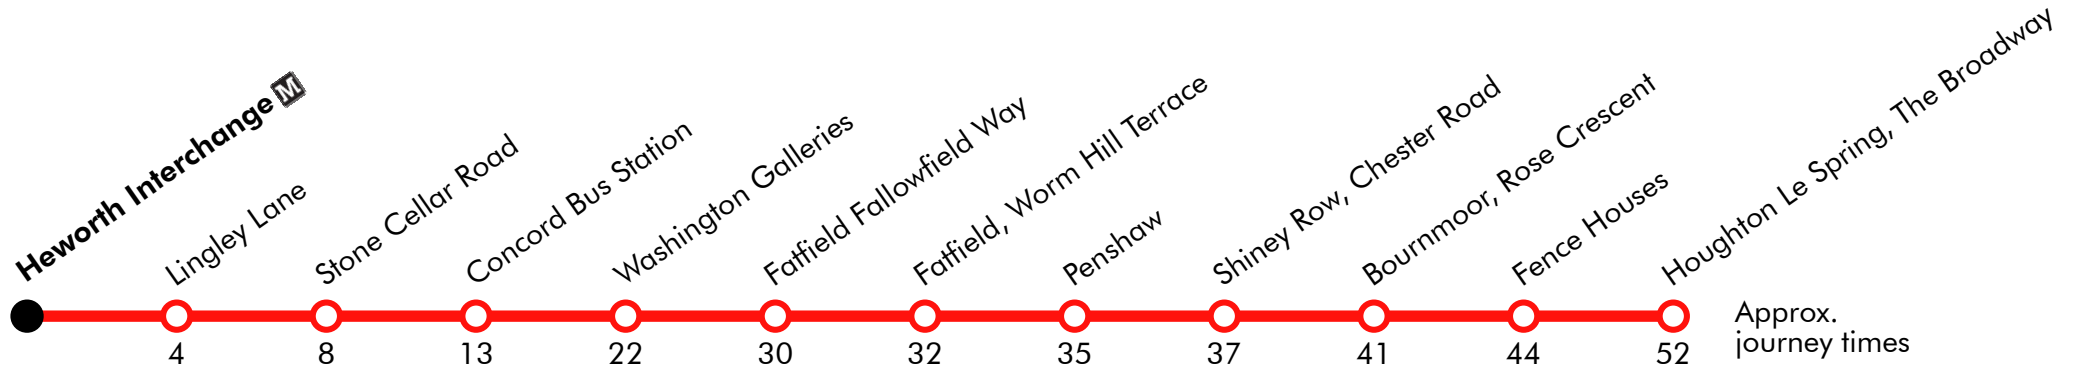 Heworth Interchange M
Lingley Lane
Stone Cellar Road
Concord Bus Station
Washington Galleries
Fatfield Fallowfield Way
Fatfield, Worm Hill Terrace
Penshaw
Shiney Row, Chester Road
Bournmoor, Rose Crescent
Fence Houses
Houghton Le Spring, The Broadway
4 8 13 22 30 32 35 37 41 44 52
Approx.
journey times